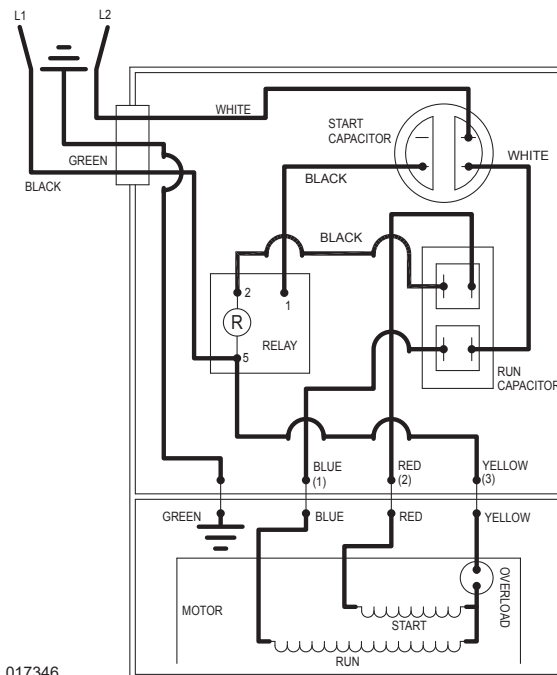 L1
L2
WHITE
START
CAPACITOR
GREEN
WHITE
BLACK
BLACK
BLACK
2
1
R
RELAY
5
RUN
CAPACITOR
BLUE
(1)
RED
(2)
YELLOW
(3)
GREEN
BLUE
RED
YELLOW
OVERLOAD
MOTOR
START
RUN
017346